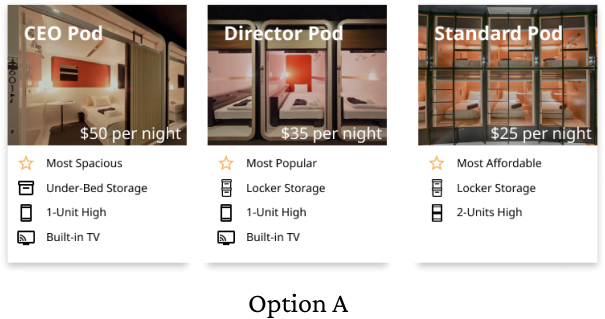 CEO Pod
$50 per night
Most Spacious
Under-Bed Storage
1-Unit High
Built-in TV
Director Pod
$35 per night
Most Popular
Locker Storage
1-Unit High
Built-in TV
Standard Pod
$25 per night
Most Affordable
Locker Storage
2-Units High
Option A